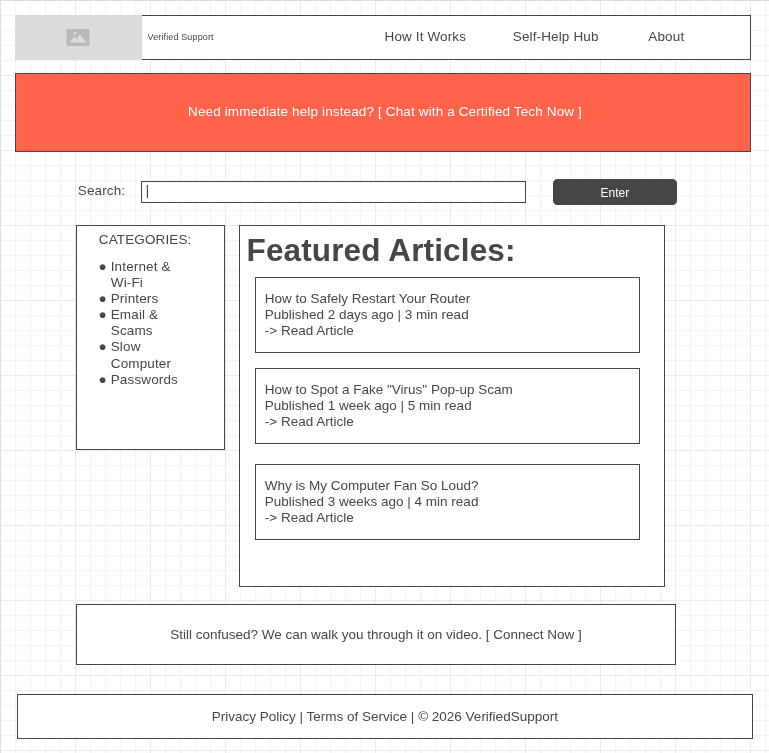 Verified Support
How It Works
Self-Help Hub
About
Need immediate help instead? [ Chat with a Certified Tech Now ]
Search:
Enter
CATEGORIES:
● Internet &
Wi-Fi
● Printers
● Email &
Scams
● Slow
Computer
● Passwords
Featured Articles:
How to Safely Restart Your Router
Published 2 days ago | 3 min read
-> Read Article
How to Spot a Fake "Virus" Pop-up Scam
Published 1 week ago | 5 min read
-> Read Article
Why is My Computer Fan So Loud?
Published 3 weeks ago | 4 min read
-> Read Article
Still confused? We can walk you through it on video. [ Connect Now ]
Privacy Policy | Terms of Service | © 2026 VerifiedSupport